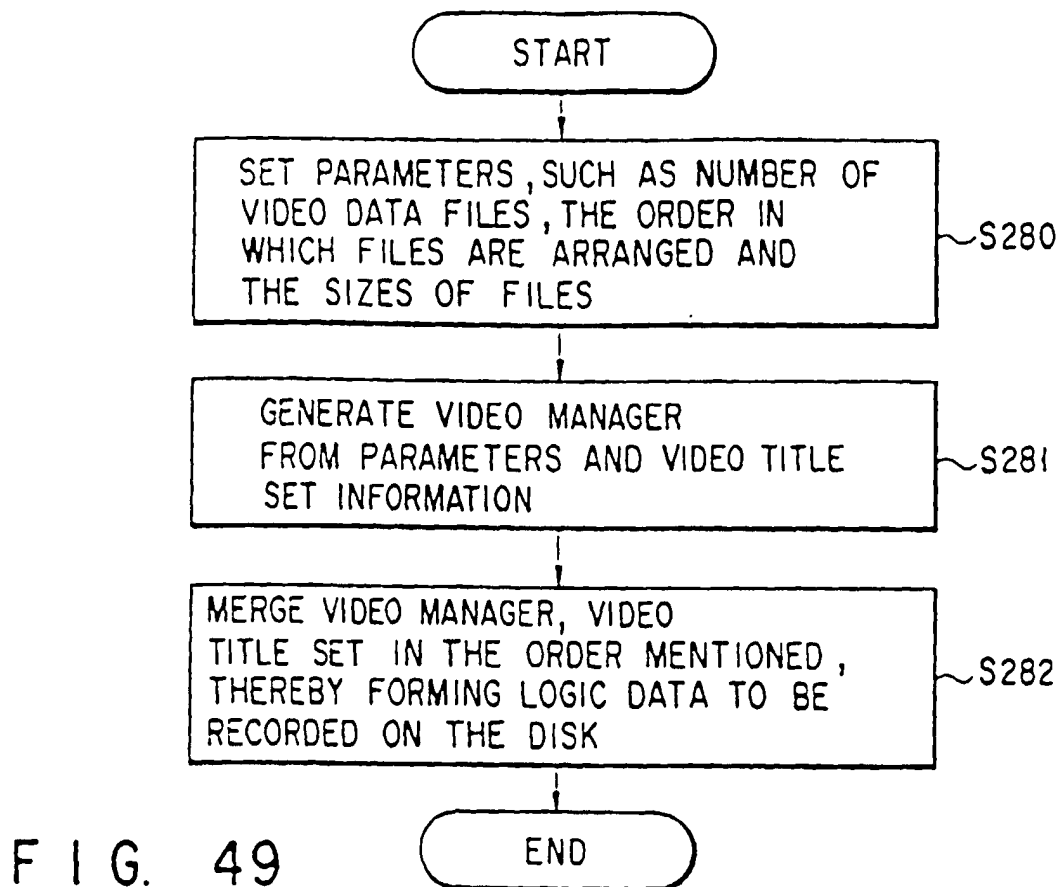 START
SET PARAMETERS, SUCH AS NUMBER OF
VIDEO DATA FILES, THE ORDER IN
WHICH FILES ARE ARRANGED AND
THE SIZES OF FILES
S280
GENERATE VIDEO MANAGER
FROM PARAMETERS AND VIDEO TITLE
SET INFORMATION
S281
MERGE VIDEO MANAGER, VIDEO
TITLE SET IN THE ORDER MENTIONED,
THEREBY FORMING LOGIC DATA TO BE
RECORDED ON THE DISK
S282
END
FIG. 49